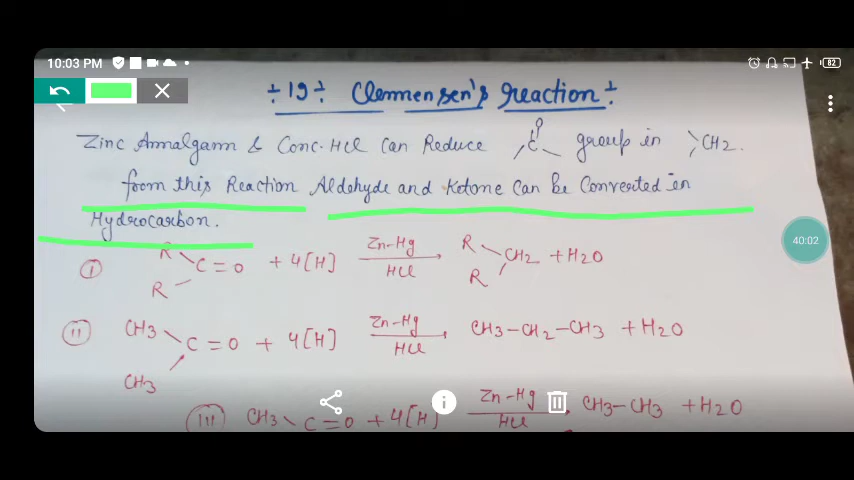 10:03 PM
82
÷19÷ Clemmensen's reaction÷
Zinc Amalgam & Conc. HCl can Reduce O C group in CH2.
from this Reaction Aldehyde and Ketone can be Converted in
Hydrocarbon.
40:02
I R R C=O + 4[H] Zn-Hg HCl R R CH2 + H2O
II CH3 CH3 C=O + 4[H] Zn-Hg HCl CH3-CH2-CH3 + H2O
III CH3 C=O + 4[H] Zn-Hg HCl CH3-CH3 + H2O